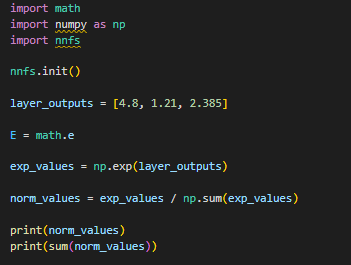 import math
import numpy as np
import nnfs
nnfs.init()
layer_outputs = [4.8, 1.21, 2.385]
E = math.e
exp_values = np.exp(layer_outputs)
norm_values = exp_values / np.sum(exp_values)
print(norm_values)
print(sum(norm_values))